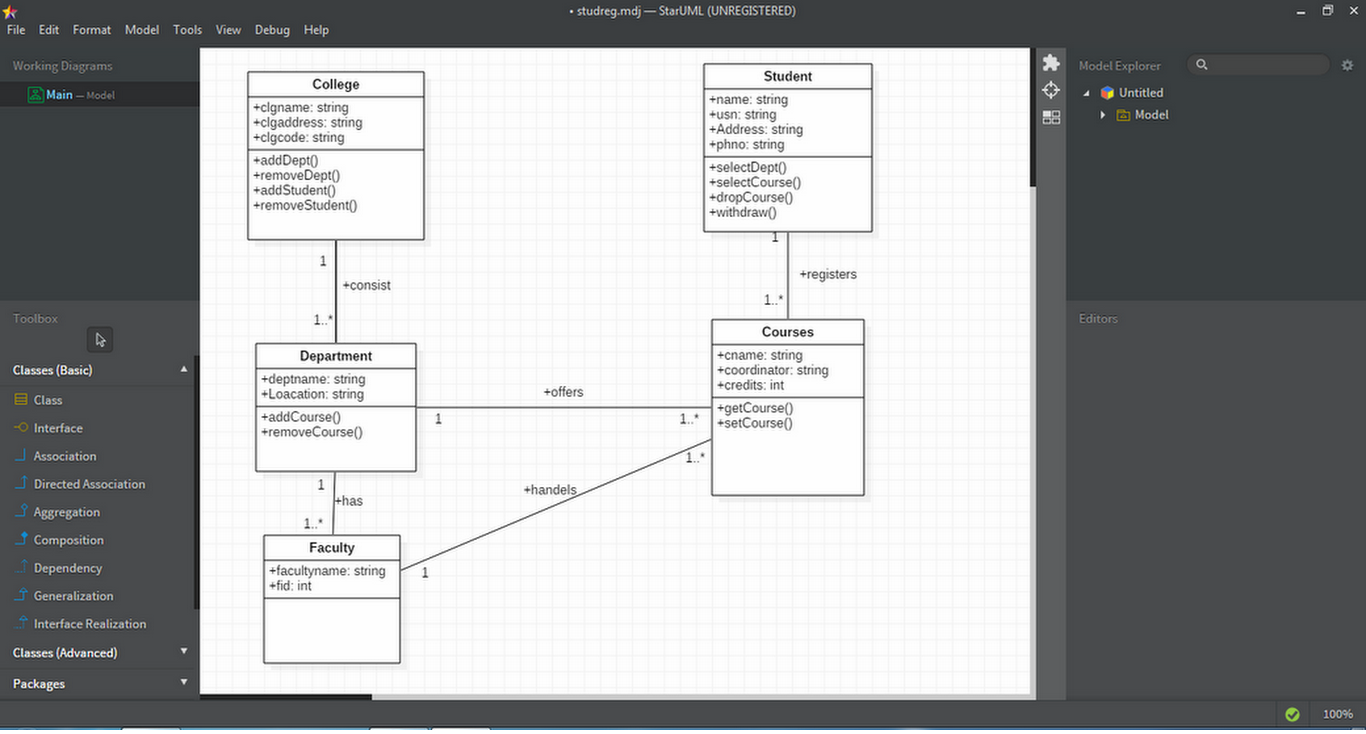 • studreg.mdj — StarUML (UNREGISTERED)
File Edit Format Model Tools View Debug Help
Working Diagrams
Main — Model
Toolbox
Classes (Basic)
Class
Interface
Association
Directed Association
Aggregation
Composition
Dependency
Generalization
Interface Realization
Classes (Advanced)
Packages
College
+clgname: string
+clgaddress: string
+clgcode: string
+addDept()
+removeDept()
+addStudent()
+removeStudent()
1
+consist
1..*
Department
+deptname: string
+Loacation: string
+addCourse()
+removeCourse()
1
+has
1..*
Faculty
+facultyname: string
+fid: int
+offers
1
1..*
+handels
1
1..*
Student
+name: string
+usn: string
+Address: string
+phno: string
+selectDept()
+selectCourse()
+dropCourse()
+withdraw()
1
+registers
1..*
Courses
+cname: string
+coordinator: string
+credits: int
+getCourse()
+setCourse()
Model Explorer
Untitled
Model
Editors
100%